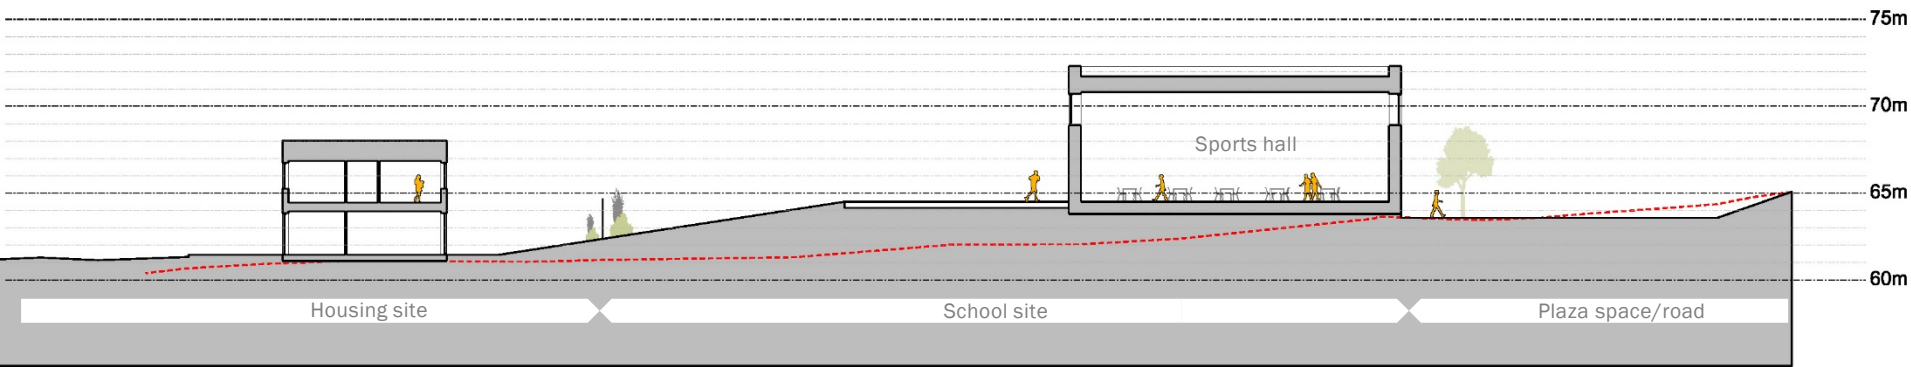 75m
70m
Sports hall
65m
60m
Housing site
School site
Plaza space/road